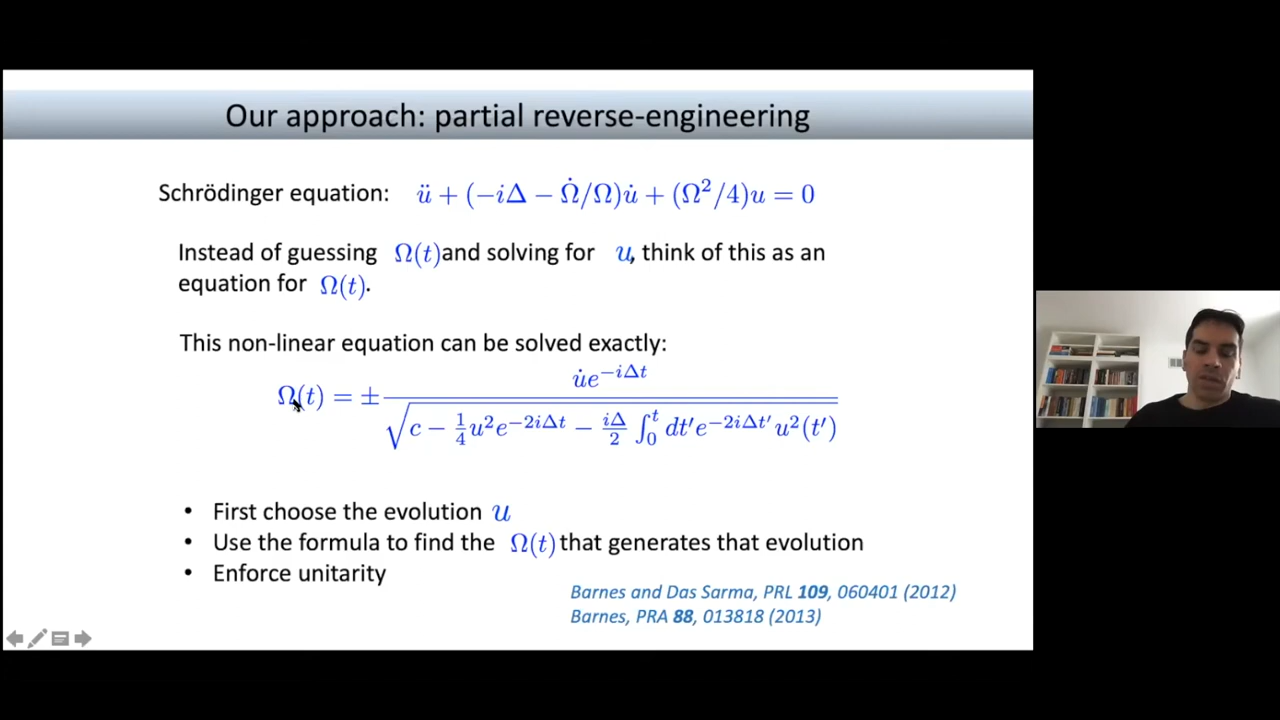 Our approach: partial reverse-engineering
Schrödinger equation: ü + (−iΔ − Ω̇/Ω)u̇ + (Ω²/4)u = 0
Instead of guessing Ω(t) and solving for u, think of this as an
equation for Ω(t).
This non-linear equation can be solved exactly:
Ω(t) = ± u̇e^{−iΔt} / √(c − ¼u²e^{−2iΔt} − (iΔ/2) ∫₀ᵗ dt′e^{−2iΔt′}u²(t′))
• First choose the evolution u
• Use the formula to find the Ω(t) that generates that evolution
• Enforce unitarity
Barnes and Das Sarma, PRL 109, 060401 (2012)
Barnes, PRA 88, 013818 (2013)